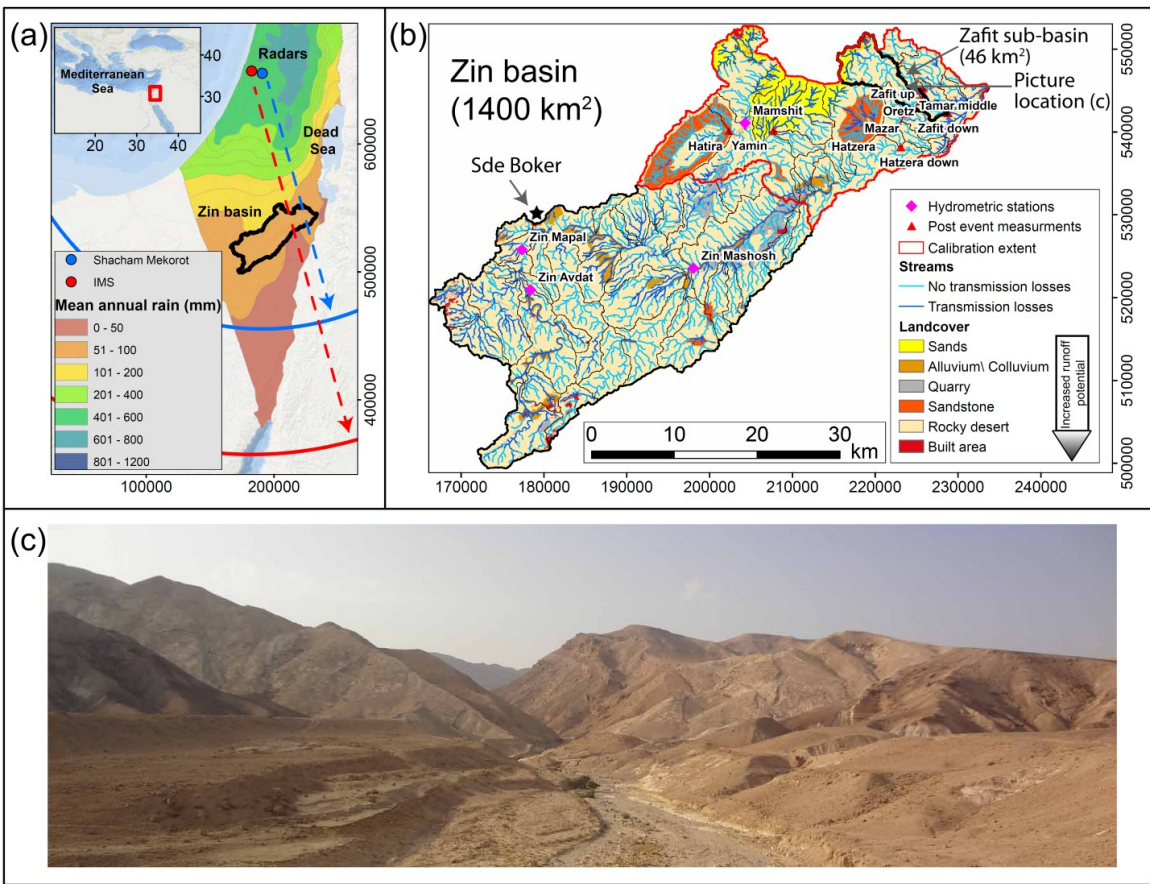 (a)
Radars
Mediterranean
Sea
40
30
20 30 40
Dead
Sea
Zin basin
Shacham Mekorot
IMS
Mean annual rain (mm)
0 - 50
51 - 100
101 - 200
201 - 400
401 - 600
601 - 800
801 - 1200
600000
500000
400000
100000 200000
(b)
Zin basin
(1400 km²)
Zafit sub-basin
(46 km²)
Picture
location (c)
Zafit up
Tamar middle
Oretz
Mamshit
Mazar
Zafit down
Hatira
Yamin
Hatzera
Hatzera down
Sde Boker
Zin Mapal
Zin Mashosh
Zin Avdat
Hydrometric stations
Post event measurments
Calibration extent
Streams
No transmission losses
Transmission losses
Landcover
Sands
Alluvium\ Colluvium
Quarry
Sandstone
Rocky desert
Built area
Increased runoff
potential
0 10 20 30
km
550000
540000
530000
520000
510000
500000
170000 180000 190000 200000 210000 220000 230000 240000
(c)